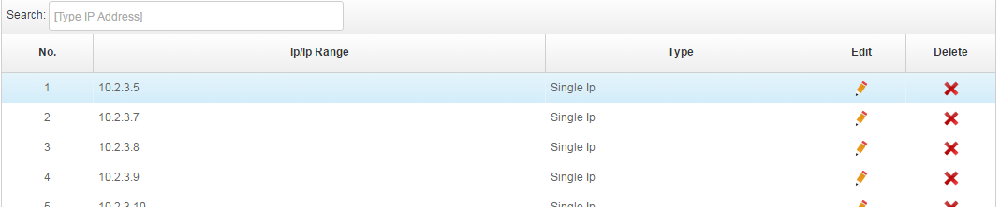 Search: [Type IP Address]
No. Ip/Ip Range Type Edit Delete
1 10.2.3.5 Single Ip
2 10.2.3.7 Single Ip
3 10.2.3.8 Single Ip
4 10.2.3.9 Single Ip
5 10.2.3.10 Single Ip